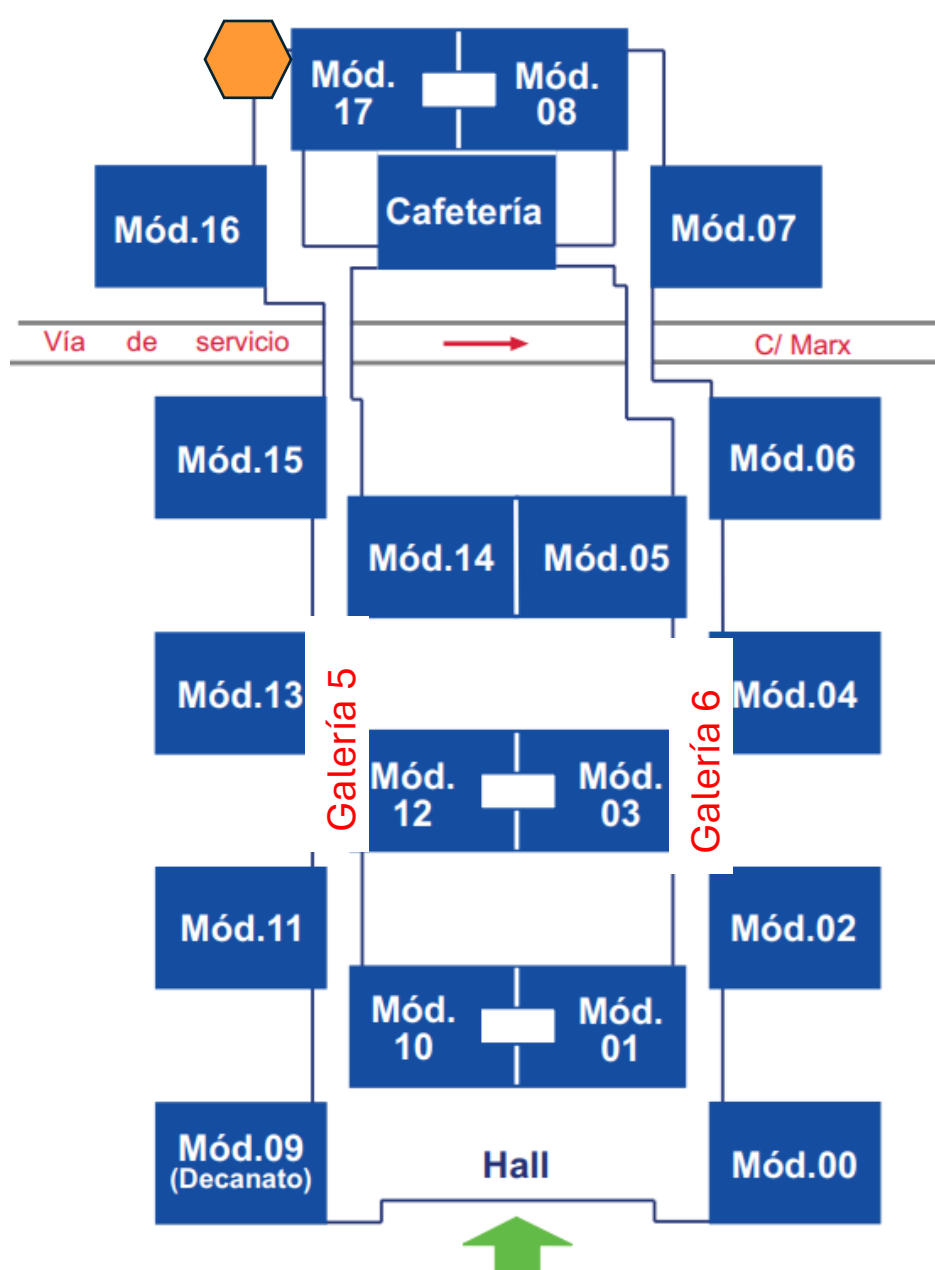 Mód.
17
Mód.
08
Cafetería
Mód.16
Mód.07
Vía de servicio
C/ Marx
Mód.15
Mód.06
Mód.14
Mód.05
Mód.13
Galería 5
Galería 6
Mód.04
Mód.
12
Mód.
03
Mód.11
Mód.02
Mód.
10
Mód.
01
Mód.09
(Decanato)
Hall
Mód.00